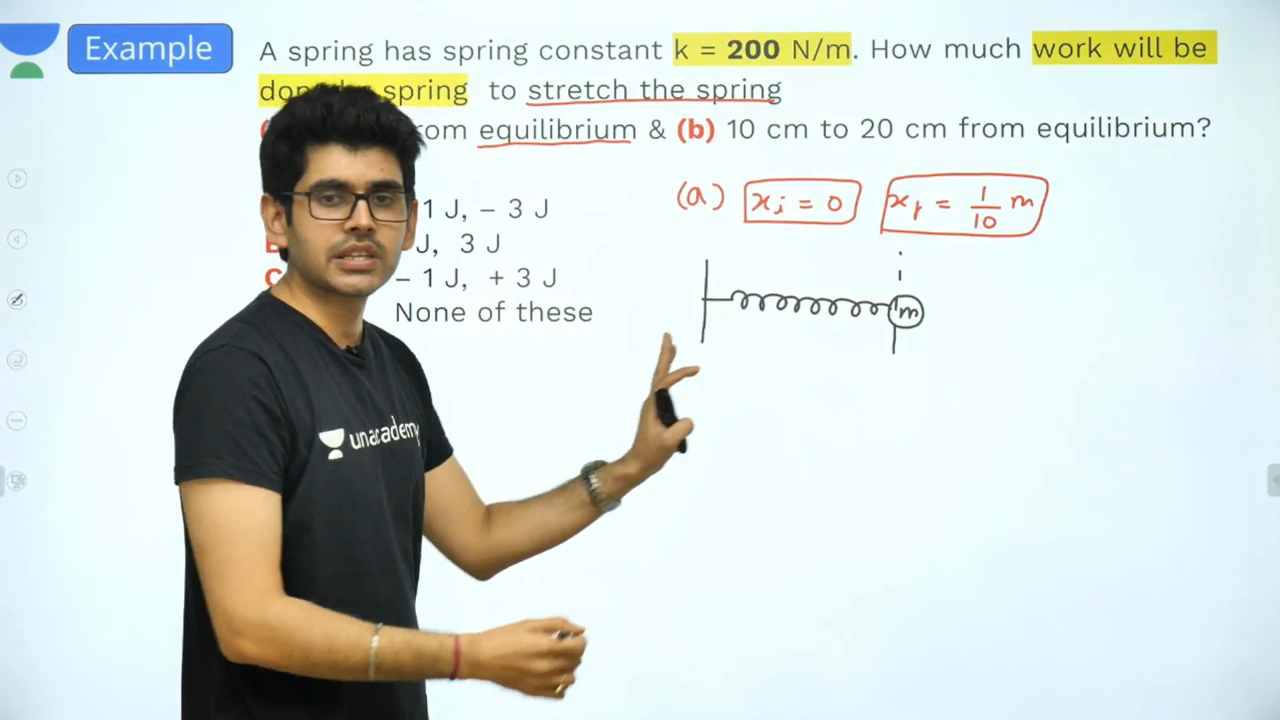 Example
A spring has spring constant k = 200 N/m. How much work will be
spring to stretch the spring
from equilibrium & (b) 10 cm to 20 cm from equilibrium?
1 J, – 3 J
J, 3 J
– 1 J, + 3 J
None of these
(a) xi = 0 xf = 1/10 m
m
unacademy